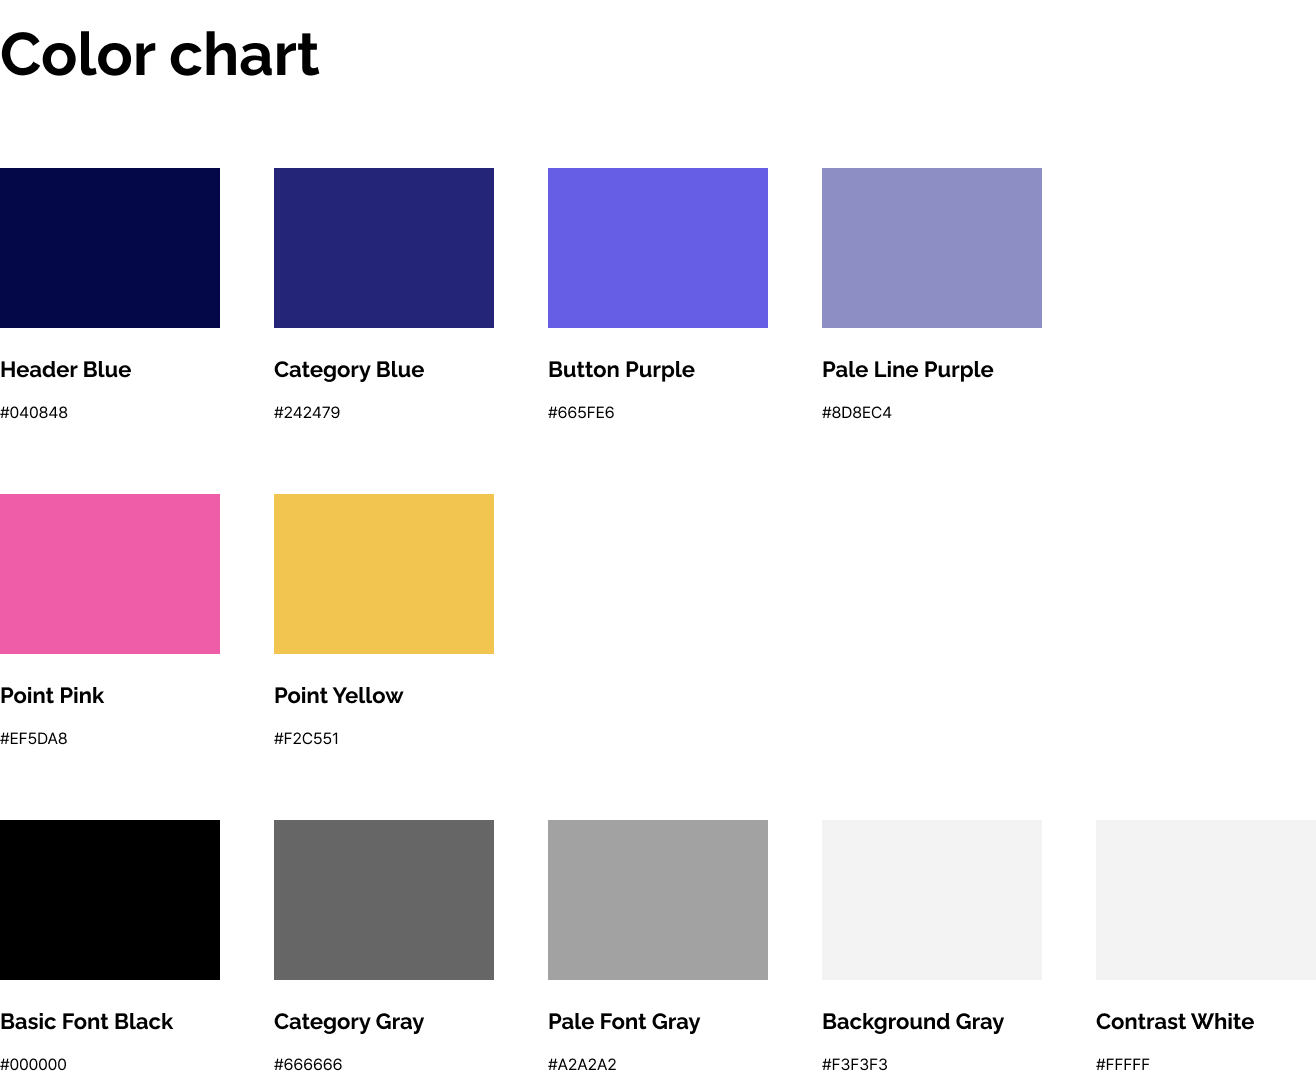 Color chart
Header Blue
Category Blue
Button Purple
Pale Line Purple
#040848
#242479
#665FE6
#8D8EC4
Point Pink
Point Yellow
#EF5DA8
#F2C551
Basic Font Black
Category Gray
Pale Font Gray
Background Gray
Contrast White
#000000
#666666
#A2A2A2
#F3F3F3
#FFFFF